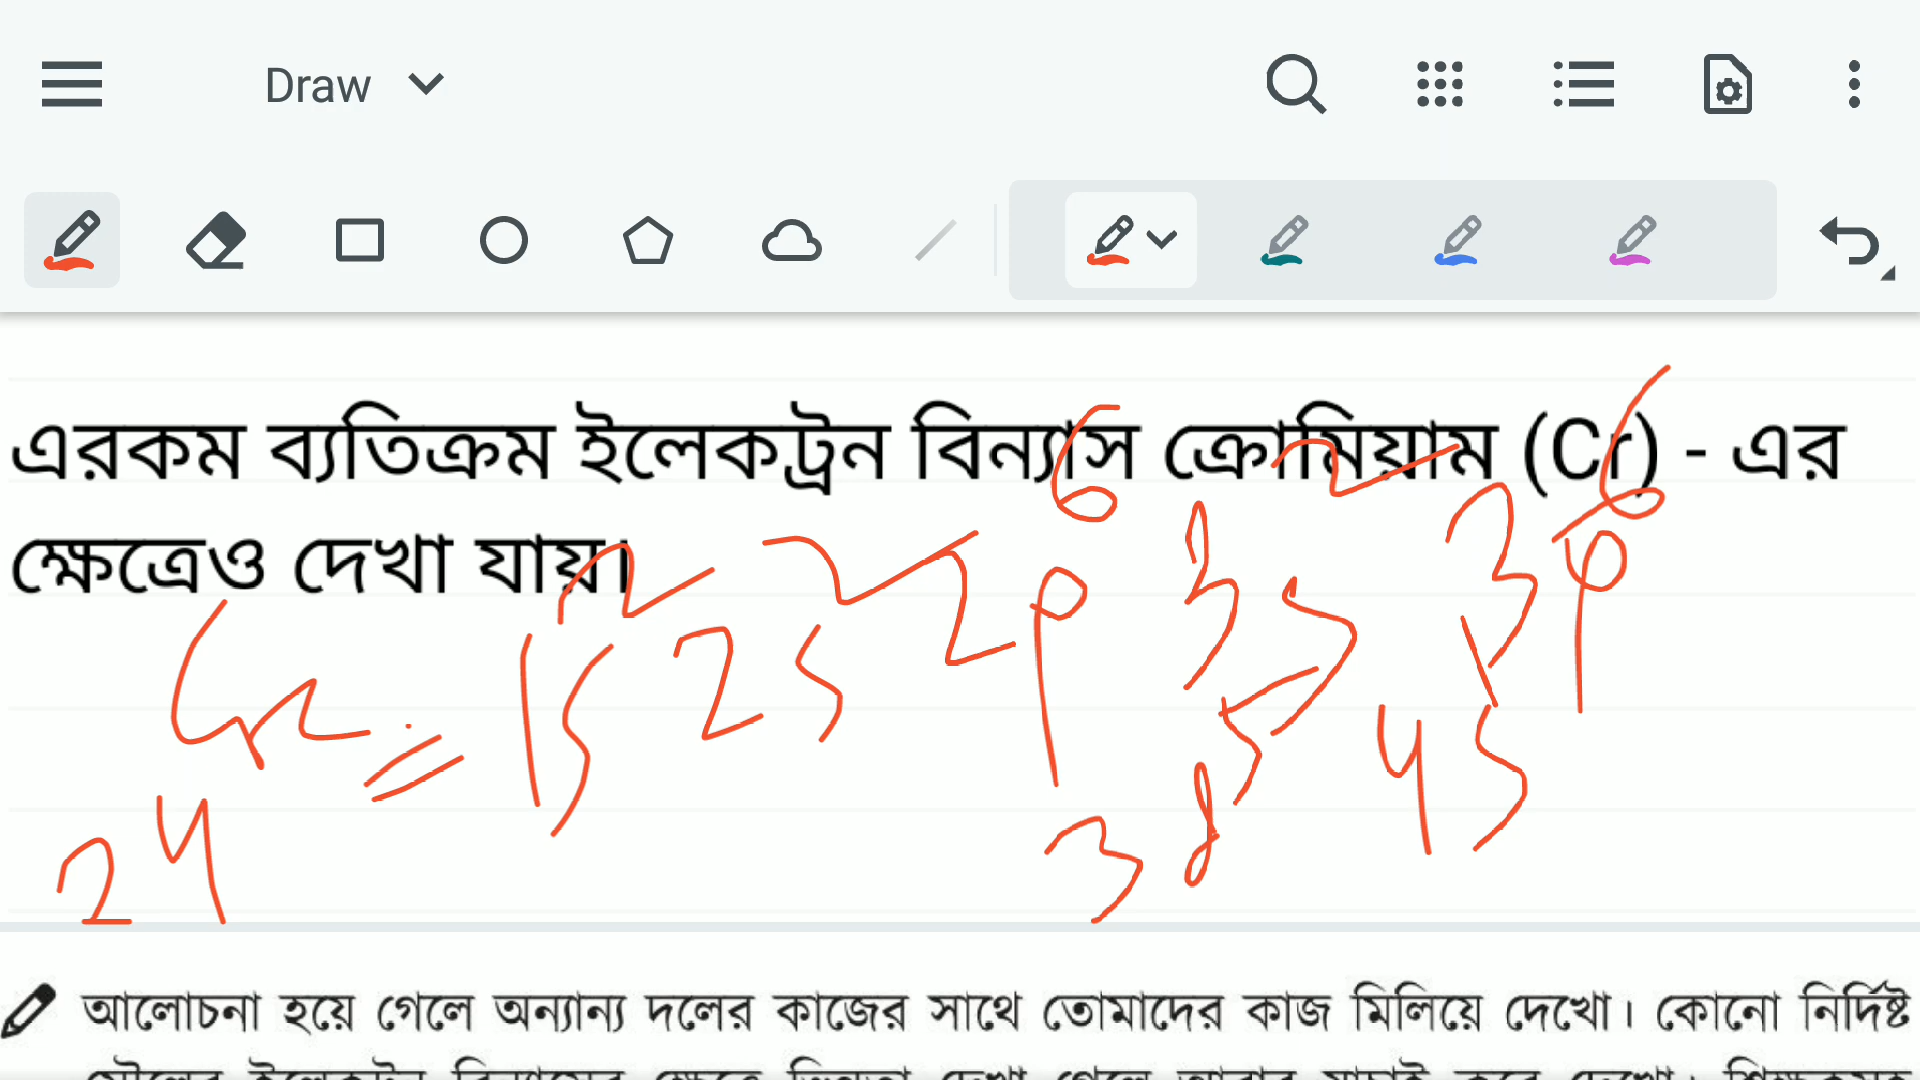 Draw
এরকম ব্যতিক্রম ইলেকট্রন বিন্যাস ক্রোমিয়াম (Cr) - এর
ক্ষেত্রেও দেখা যায়।
Cr = 1s² 2s² 2p⁶ 3s² 3p⁶
24
3d⁵ 4s
আলোচনা হয়ে গেলে অন্যান্য দলের কাজের সাথে তোমাদের কাজ মিলিয়ে দেখো। কোনো নির্দিষ্ট